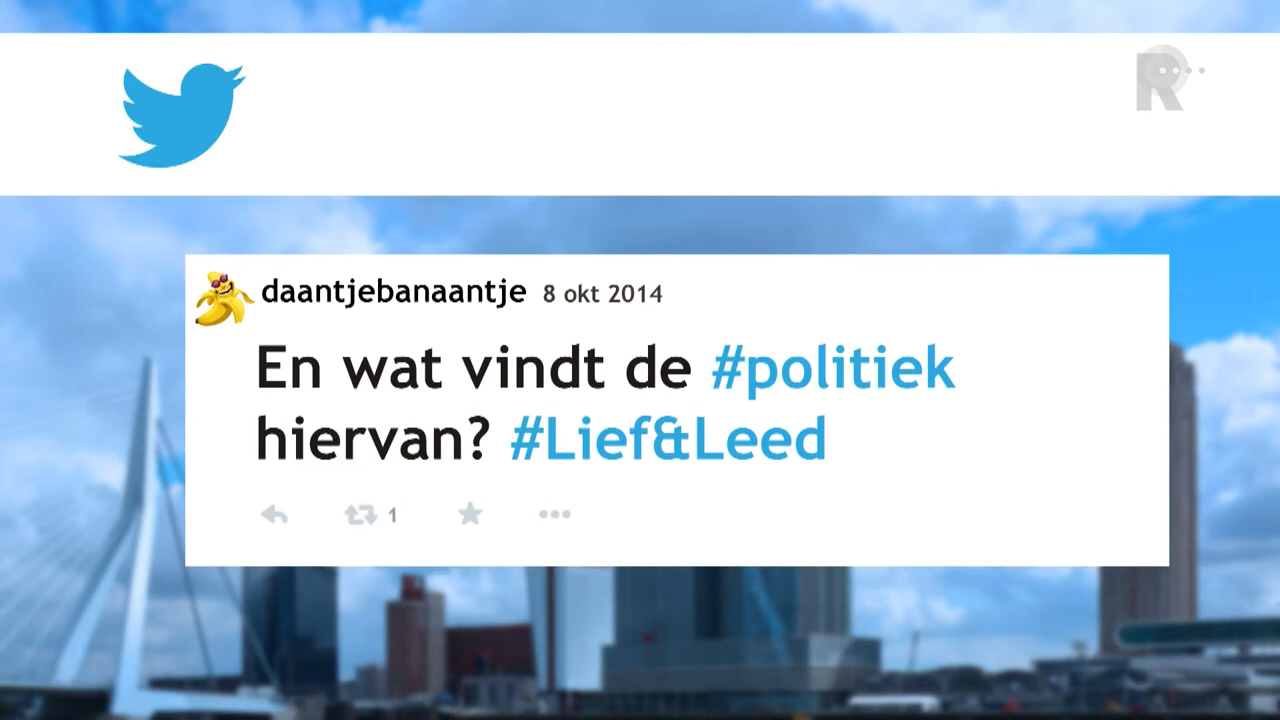 R
daantjebanaantje 8 okt 2014
En wat vindt de #politiek
hiervan? #Lief&Leed
1